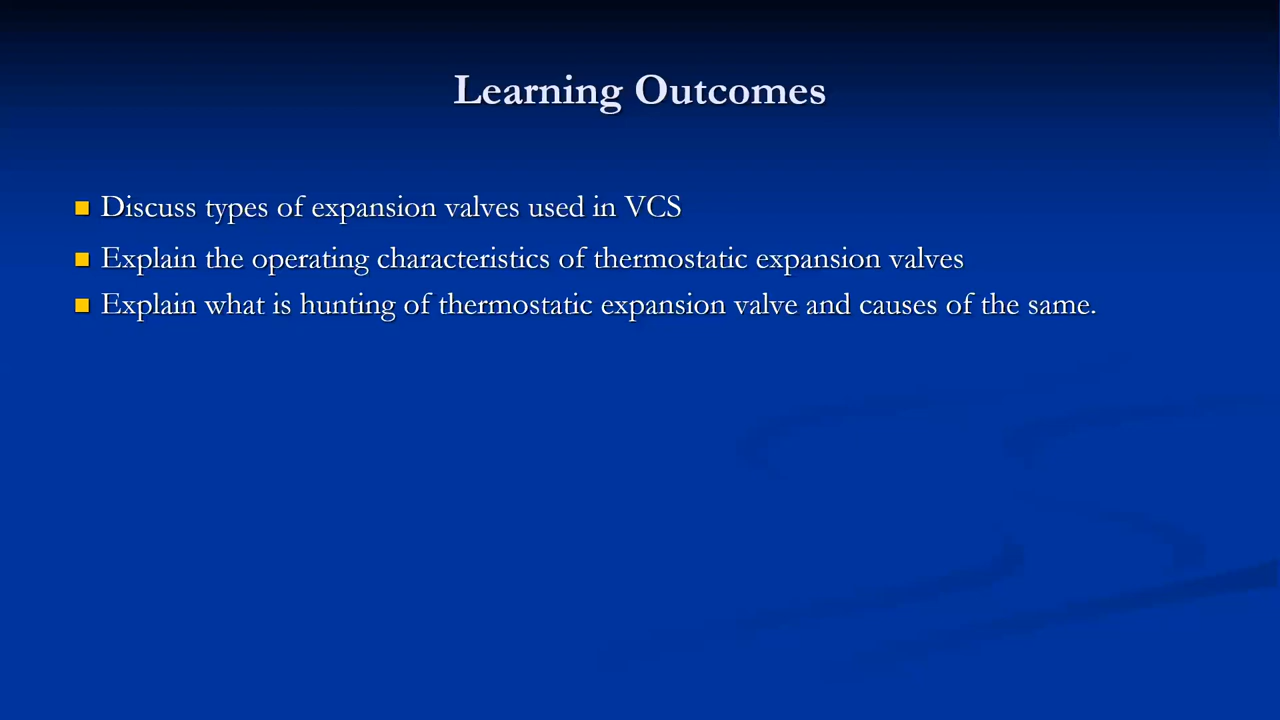 Learning Outcomes
Discuss types of expansion valves used in VCS
Explain the operating characteristics of thermostatic expansion valves
Explain what is hunting of thermostatic expansion valve and causes of the same.